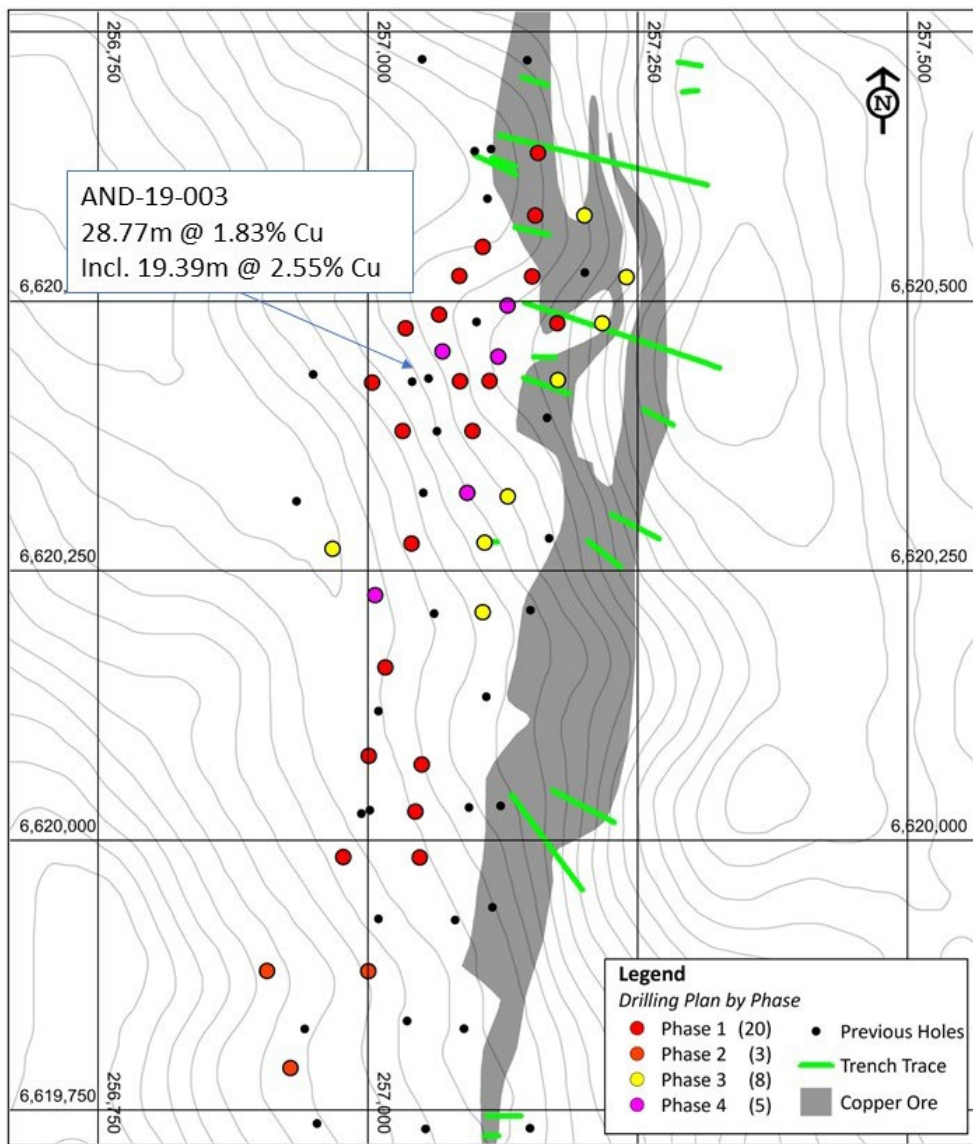 256,750
257,000
257,250
257,500
N
AND-19-003
28.77m @ 1.83% Cu
Incl. 19.39m @ 2.55% Cu
6,620,
6,620,500
6,620,250
6,620,250
6,620,000
6,620,000
Legend
Drilling Plan by Phase
Phase 1 (20)
Phase 2 (3)
Phase 3 (8)
Phase 4 (5)
Previous Holes
Trench Trace
Copper Ore
6,619,750
256,750
257,000